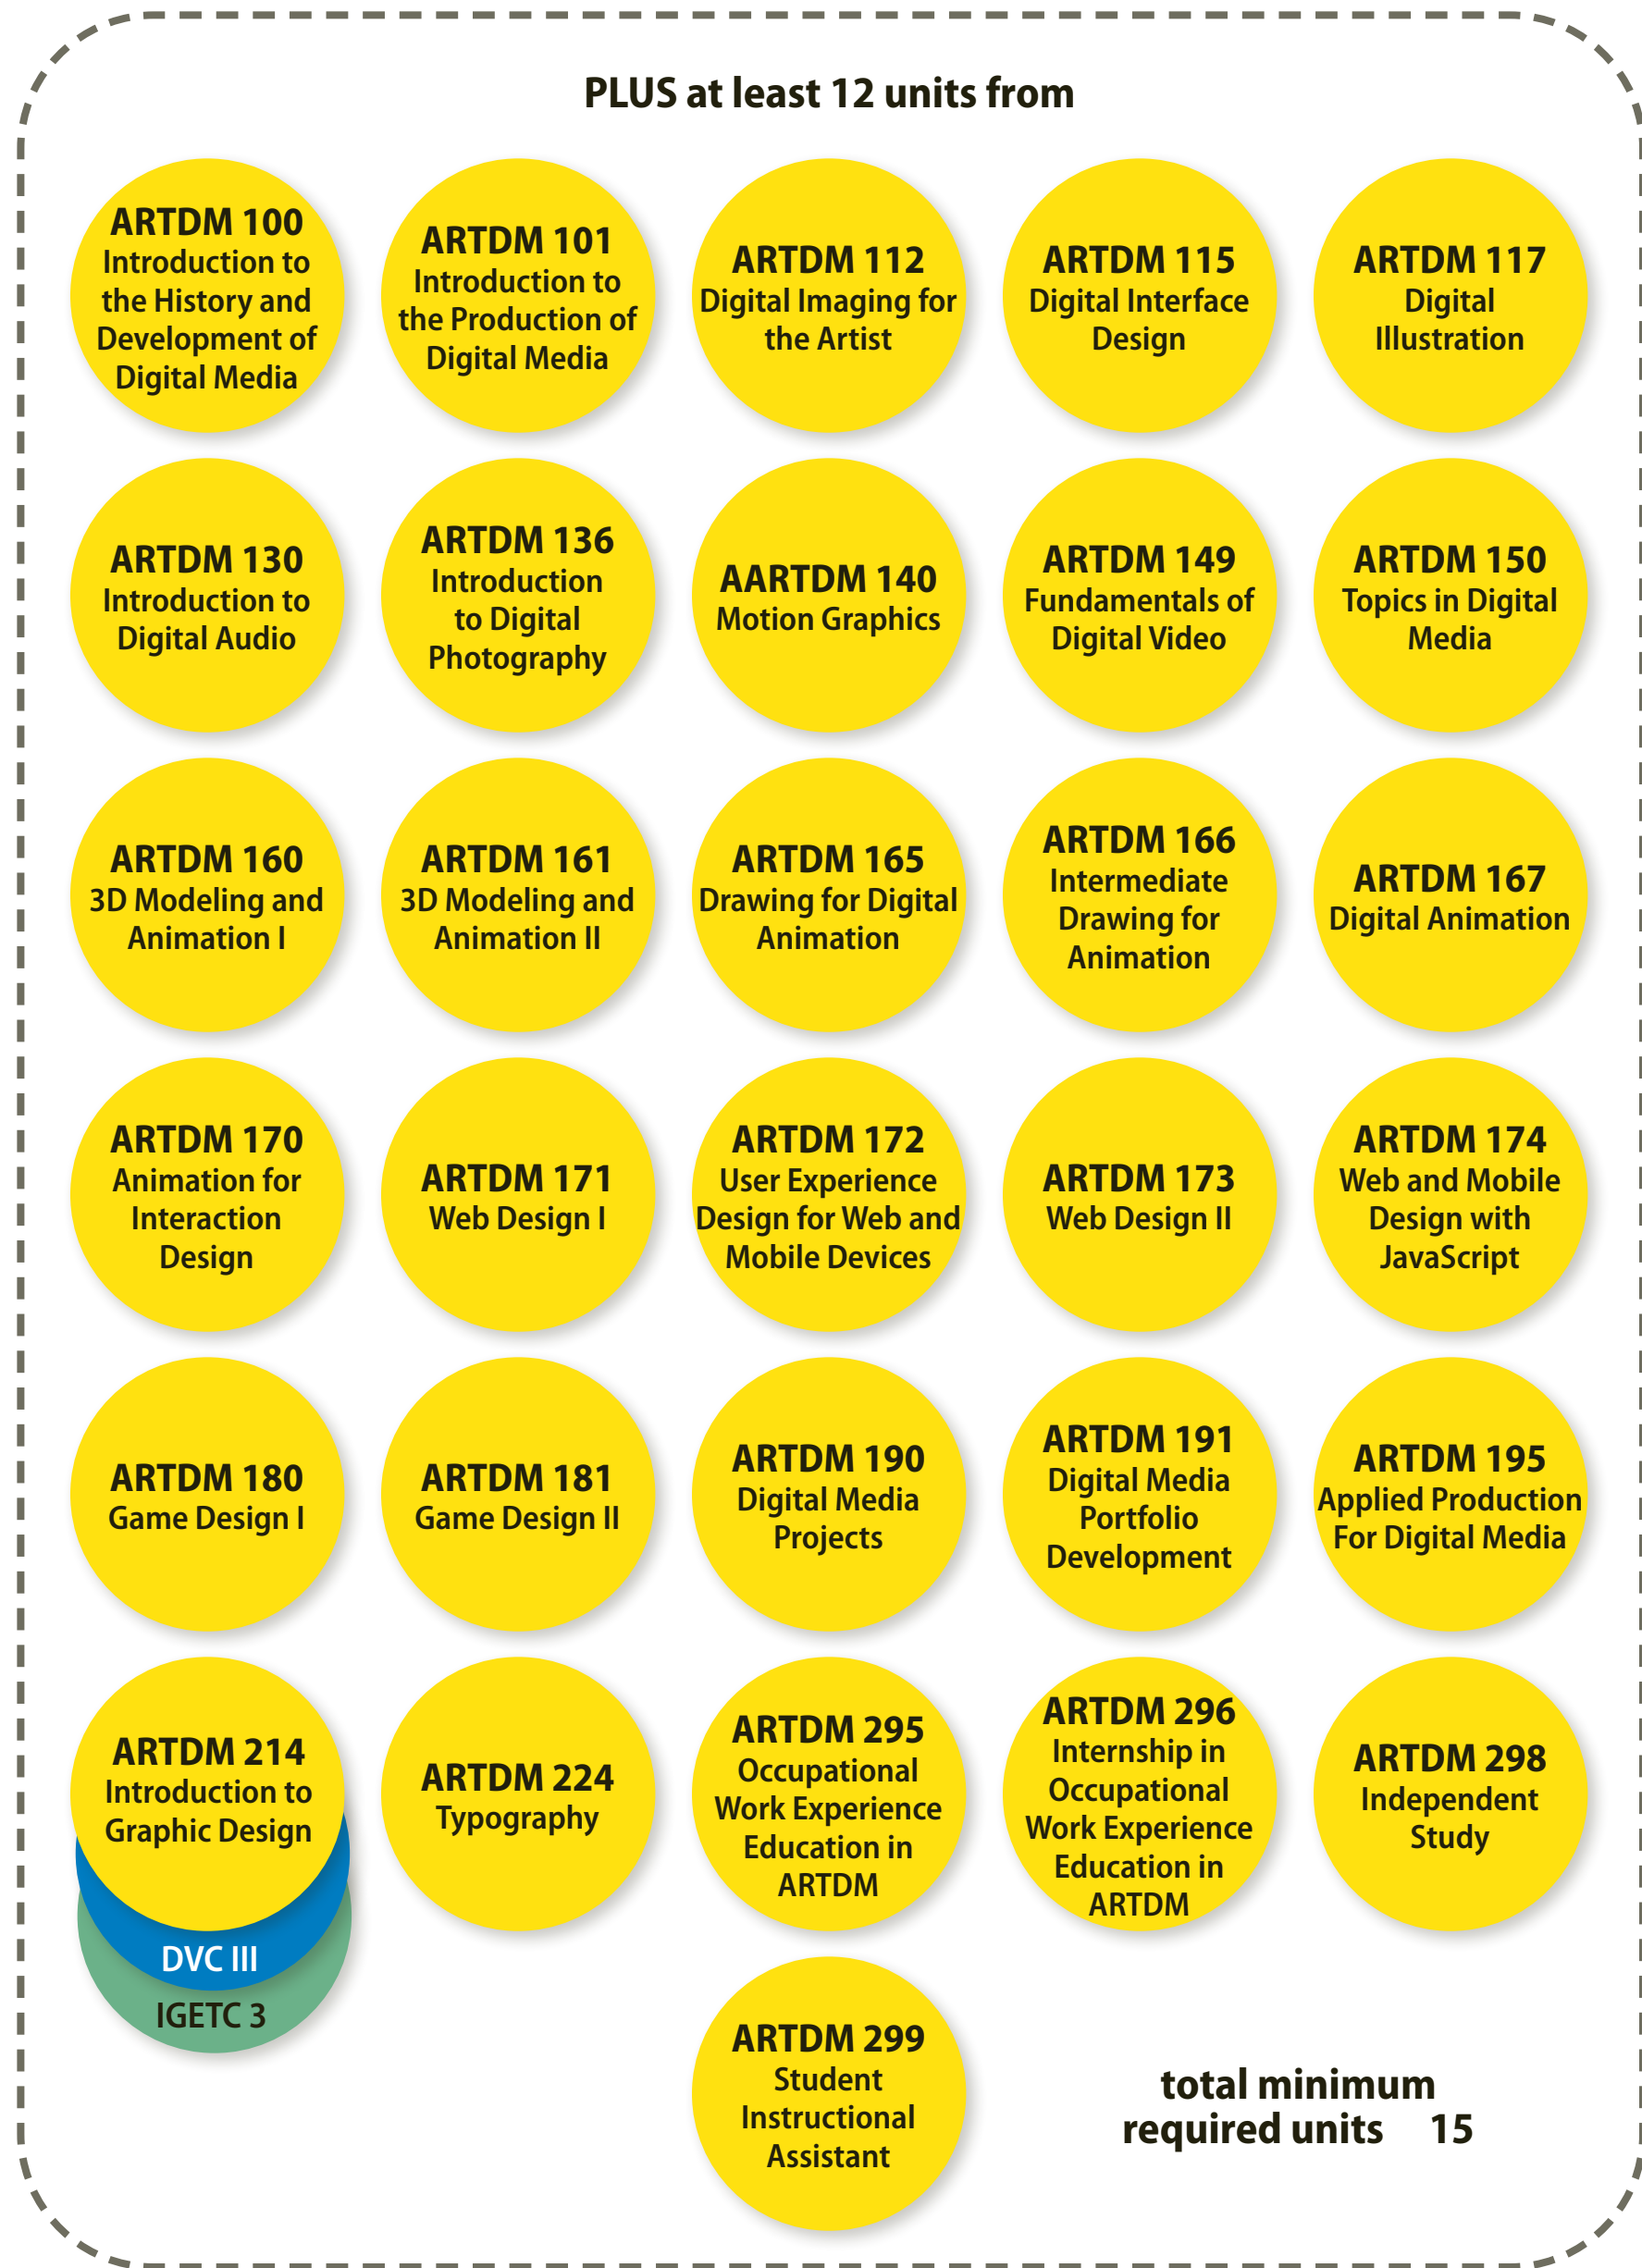 PLUS at least 12 units from
ARTDM 100
Introduction to
the History and
Development of
Digital Media
ARTDM 101
Introduction to
the Production of
Digital Media
ARTDM 112
Digital Imaging for
the Artist
ARTDM 115
Digital Interface
Design
ARTDM 117
Digital
Illustration
ARTDM 130
Introduction to
Digital Audio
ARTDM 136
Introduction
to Digital
Photography
AARTDM 140
Motion Graphics
ARTDM 149
Fundamentals of
Digital Video
ARTDM 150
Topics in Digital
Media
ARTDM 160
3D Modeling and
Animation I
ARTDM 161
3D Modeling and
Animation II
ARTDM 165
Drawing for Digital
Animation
ARTDM 166
Intermediate
Drawing for
Animation
ARTDM 167
Digital Animation
ARTDM 170
Animation for
Interaction
Design
ARTDM 171
Web Design I
ARTDM 172
User Experience
Design for Web and
Mobile Devices
ARTDM 173
Web Design II
ARTDM 174
Web and Mobile
Design with
JavaScript
ARTDM 180
Game Design I
ARTDM 181
Game Design II
ARTDM 190
Digital Media
Projects
ARTDM 191
Digital Media
Portfolio
Development
ARTDM 195
Applied Production
For Digital Media
ARTDM 214
Introduction to
Graphic Design
DVC III
IGETC 3
ARTDM 224
Typography
ARTDM 295
Occupational
Work Experience
Education in
ARTDM
ARTDM 296
Internship in
Occupational
Work Experience
Education in
ARTDM
ARTDM 298
Independent
Study
ARTDM 299
Student
Instructional
Assistant
total minimum
required units 15